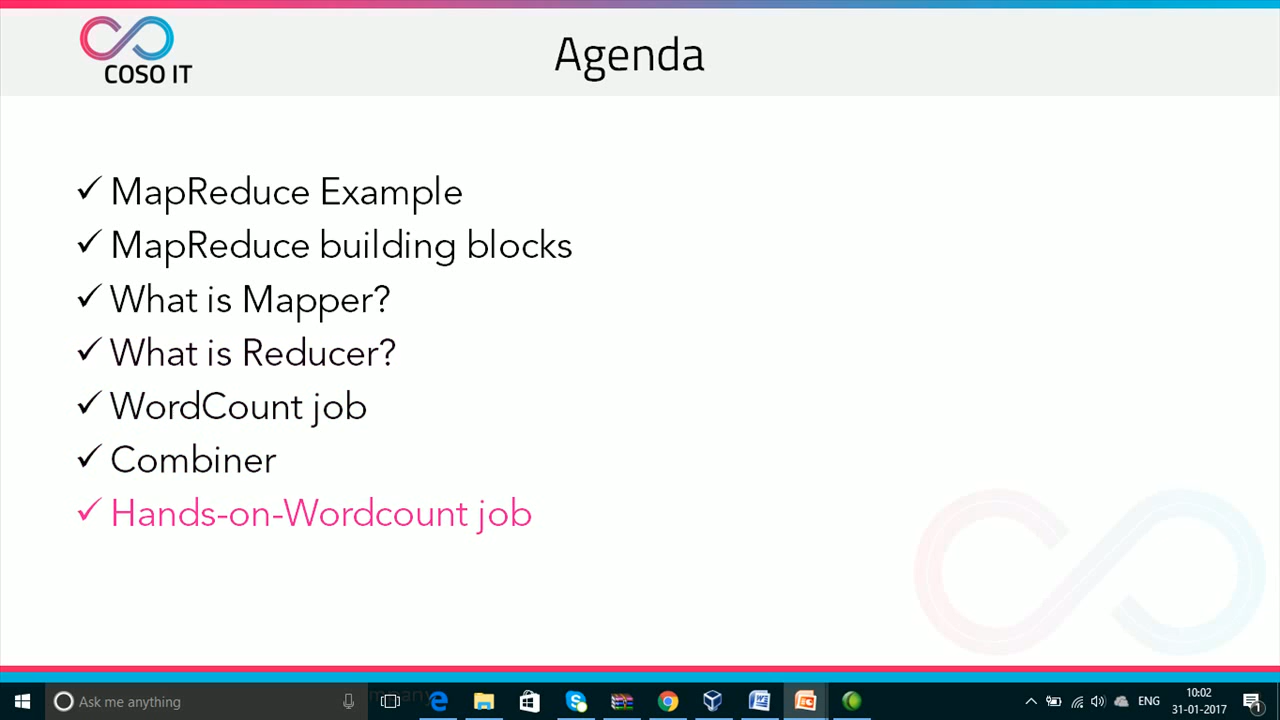 COSO IT
Agenda
✓ MapReduce Example
✓ MapReduce building blocks
✓ What is Mapper?
✓ What is Reducer?
✓ WordCount job
✓ Combiner
✓ Hands-on-Wordcount job
Ask me anything
ENG
10:02
31-01-2017
1